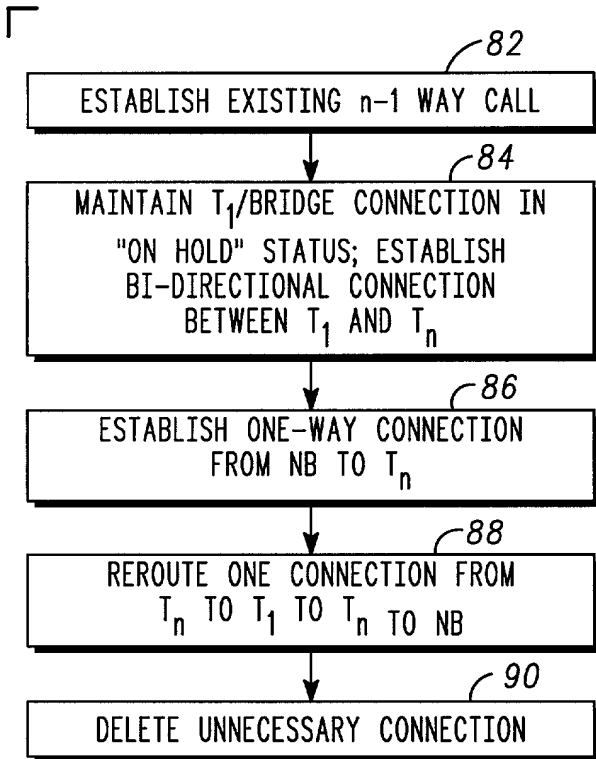 82
ESTABLISH EXISTING n-1 WAY CALL
84
MAINTAIN T1/BRIDGE CONNECTION IN
"ON HOLD" STATUS; ESTABLISH
BI-DIRECTIONAL CONNECTION
BETWEEN T1 AND Tn
86
ESTABLISH ONE-WAY CONNECTION
FROM NB TO Tn
88
REROUTE ONE CONNECTION FROM
Tn TO T1 TO Tn TO NB
90
DELETE UNNECESSARY CONNECTION